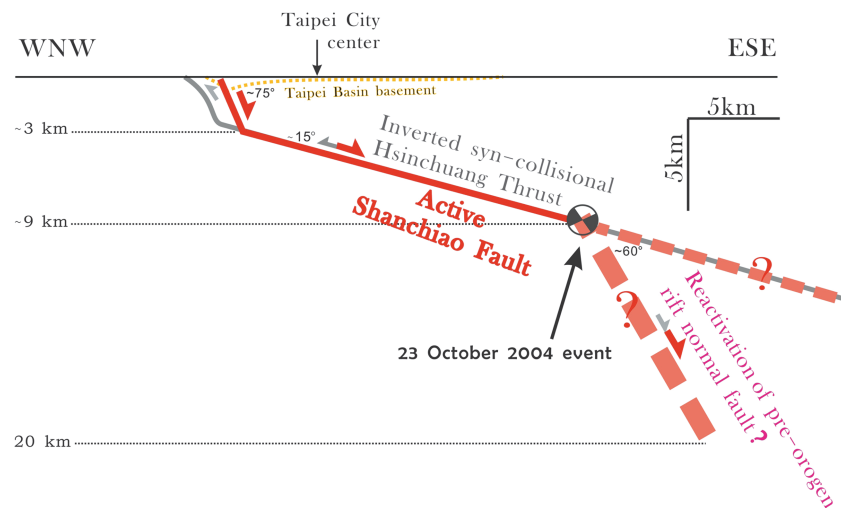 Taipei City
center
WNW
ESE
~75°
Taipei Basin basement
5km
5km
~3 km
~15°
Inverted syn-collisional
Hsinchuang Thrust
Active
Shanchiao Fault
~9 km
~60°
?
?
Reactivation of pre-orogen
rift normal fault?
23 October 2004 event
20 km